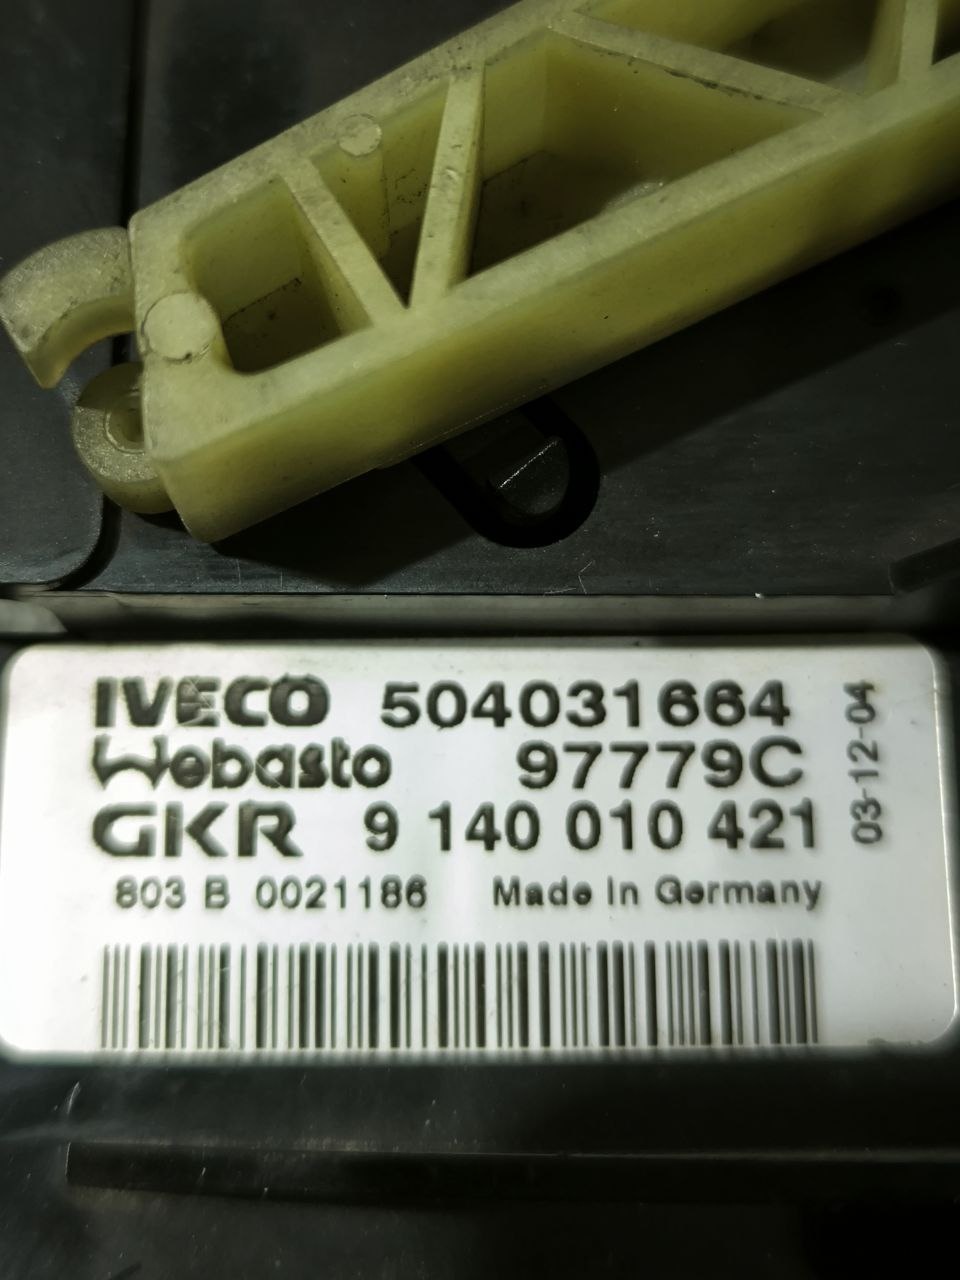 IVECO 504031664
Webasto 97779C
GKR 9 140 010 421
803 B 0021186 Made In Germany
03-12-04